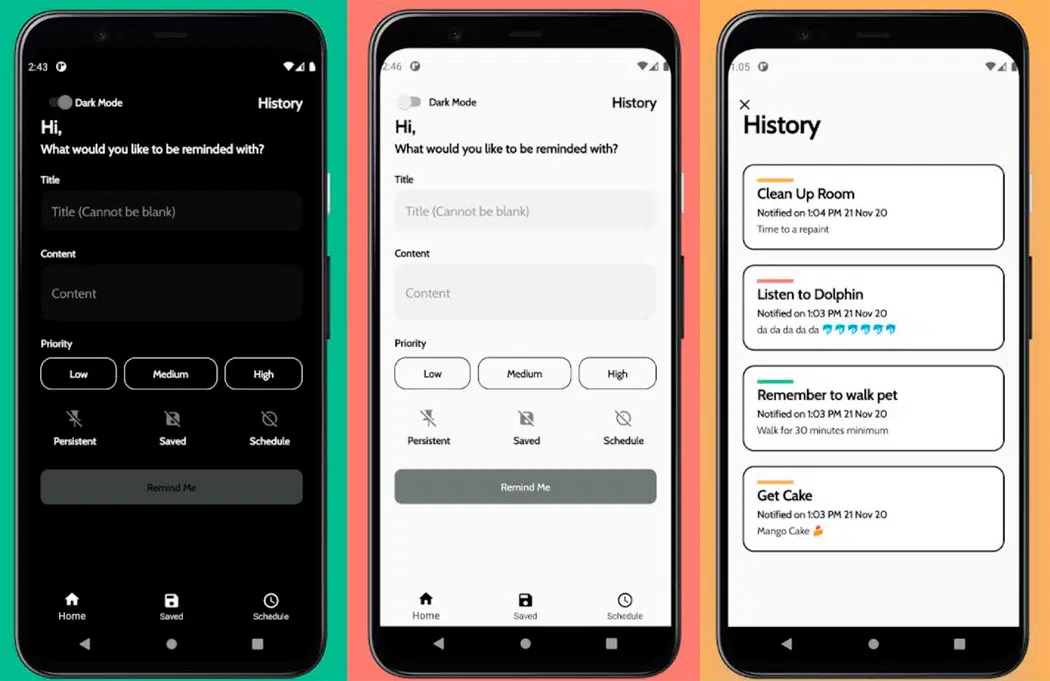 2:43
Dark Mode
History
Hi,
What would you like to be reminded with?
Title
Title (Cannot be blank)
Content
Content
Priority
Low
Medium
High
Persistent
Saved
Schedule
Remind Me
Home
Saved
Schedule
2:46
Dark Mode
History
Hi,
What would you like to be reminded with?
Title
Title (Cannot be blank)
Content
Content
Priority
Low
Medium
High
Persistent
Saved
Schedule
Remind Me
Home
Saved
Schedule
1:05
History
Clean Up Room
Notified on 1:04 PM 21 Nov 20
Time to a repaint
Listen to Dolphin
Notified on 1:03 PM 21 Nov 20
da da da da da 🐬🐬🐬🐬🐬🐬
Remember to walk pet
Notified on 1:03 PM 21 Nov 20
Walk for 30 minutes minimum
Get Cake
Notified on 1:03 PM 21 Nov 20
Mango Cake 🍰